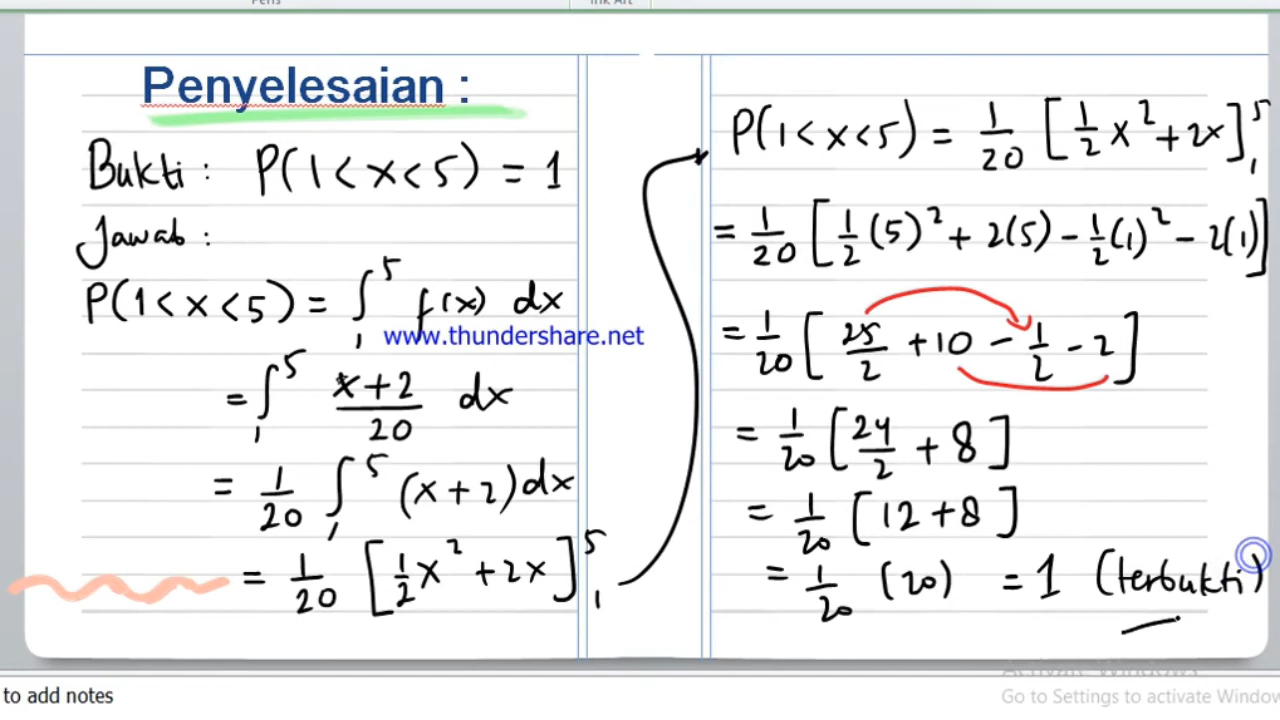 Penyelesaian :
Bukti : P(1 < x < 5) = 1
Jawab :
P(1 < x < 5) = ∫₁⁵ f(x) dx
www.thundershare.net
= ∫₁⁵ (x+2)/20 dx
= 1/20 ∫₁⁵ (x+2) dx
= 1/20 [1/2 x² + 2x]₁⁵
P(1 < x < 5) = 1/20 [1/2 x² + 2x]₁⁵
= 1/20 [1/2 (5)² + 2(5) - 1/2 (1)² - 2(1)]
= 1/20 [25/2 + 10 - 1/2 - 2]
= 1/20 [24/2 + 8]
= 1/20 [12 + 8]
= 1/20 (20) = 1 (terbukti)
to add notes
Go to Settings to activate Window